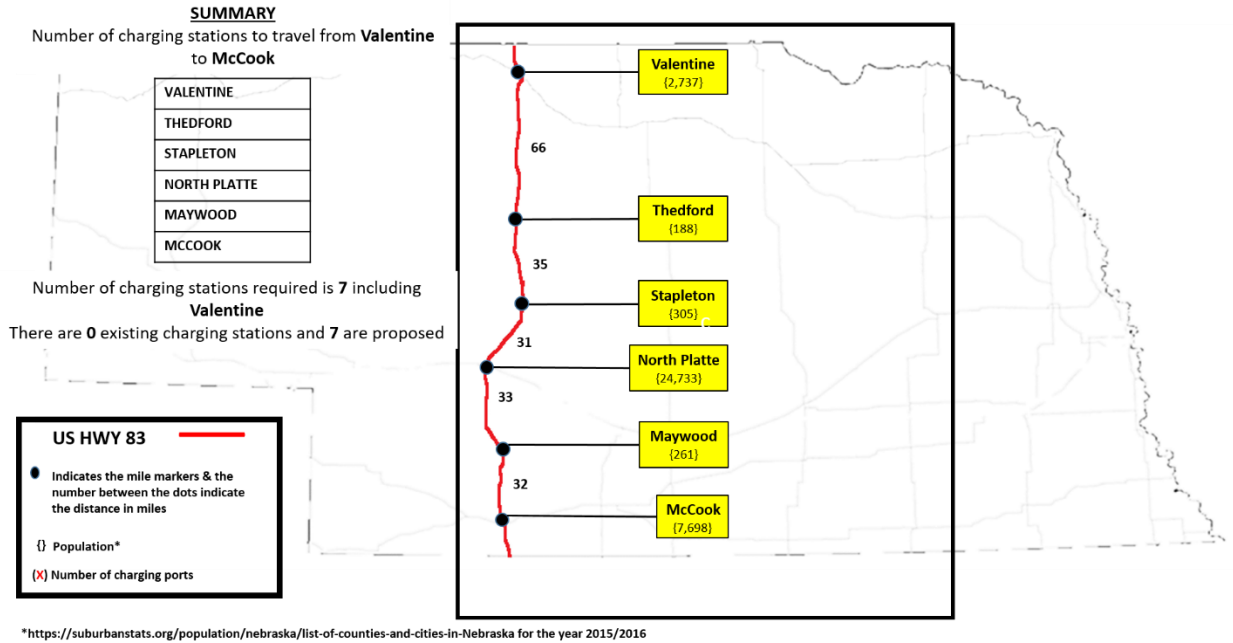 SUMMARY
Number of charging stations to travel from Valentine
to McCook
VALENTINE
THEDFORD
STAPLETON
NORTH PLATTE
MAYWOOD
MCCOOK
Number of charging stations required is 7 including
Valentine
There are 0 existing charging stations and 7 are proposed
US HWY 83
Indicates the mile markers & the
number between the dots indicate
the distance in miles
{} Population*
(X) Number of charging ports
Valentine
{2,737}
66
Thedford
{188}
35
Stapleton
{305}
C
31
North Platte
{24,733}
33
Maywood
{261}
32
McCook
{7,698}
*https://suburbanstats.org/population/nebraska/list-of-counties-and-cities-in-Nebraska for the year 2015/2016